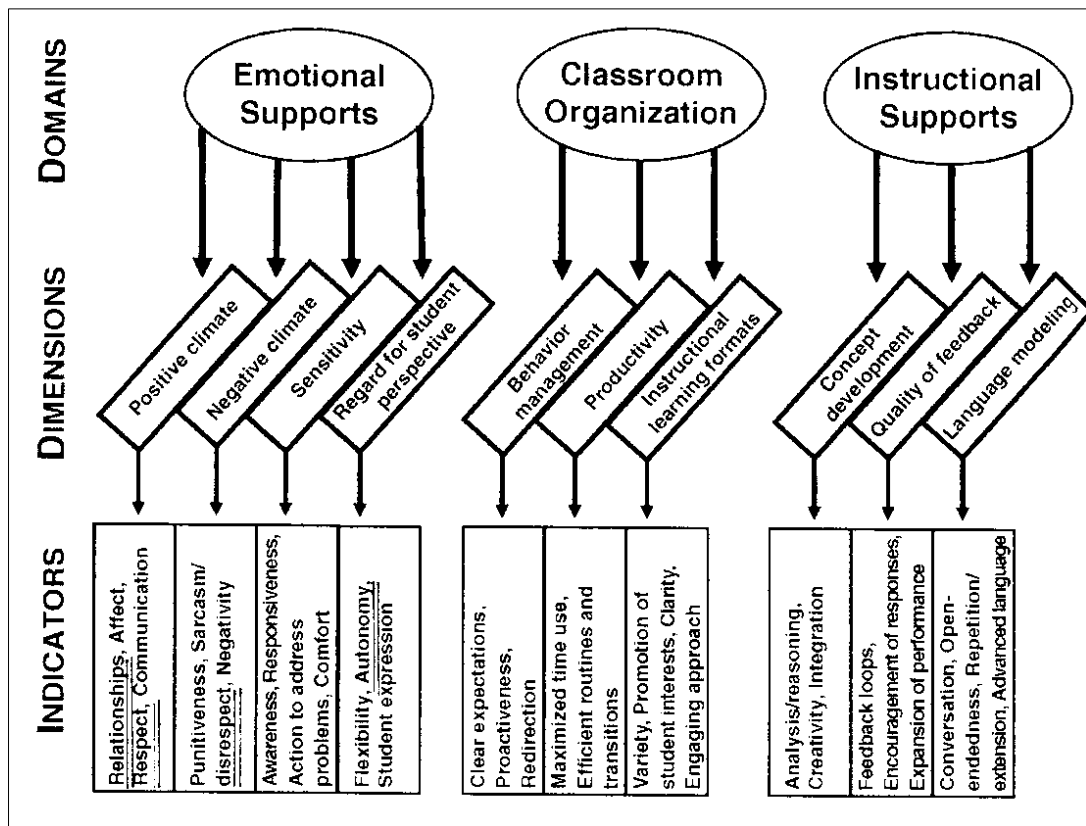 DOMAINS
Emotional
Supports
Classroom
Organization
Instructional
Supports
DIMENSIONS
Positive climate
Negative climate
Sensitivity
Regard for student
perspective
Behavior
management
Productivity
Instructional
learning formats
Concept
development
Quality of feedback
Language modeling
INDICATORS
Relationships, Affect,
Respect, Communication
Punitiveness, Sarcasm/
disrespect, Negativity
Awareness, Responsiveness,
Action to address
problems, Comfort
Flexibility, Autonomy,
Student expression
Clear expectations,
Proactiveness,
Redirection
Maximized time use,
Efficient routines and
transitions
Variety, Promotion of
student interests, Clarity,
Engaging approach
Analysis/reasoning,
Creativity, Integration
Feedback loops,
Encouragement of responses,
Expansion of performance
Conversation, Open-
endedness, Repetition/
extension, Advanced language